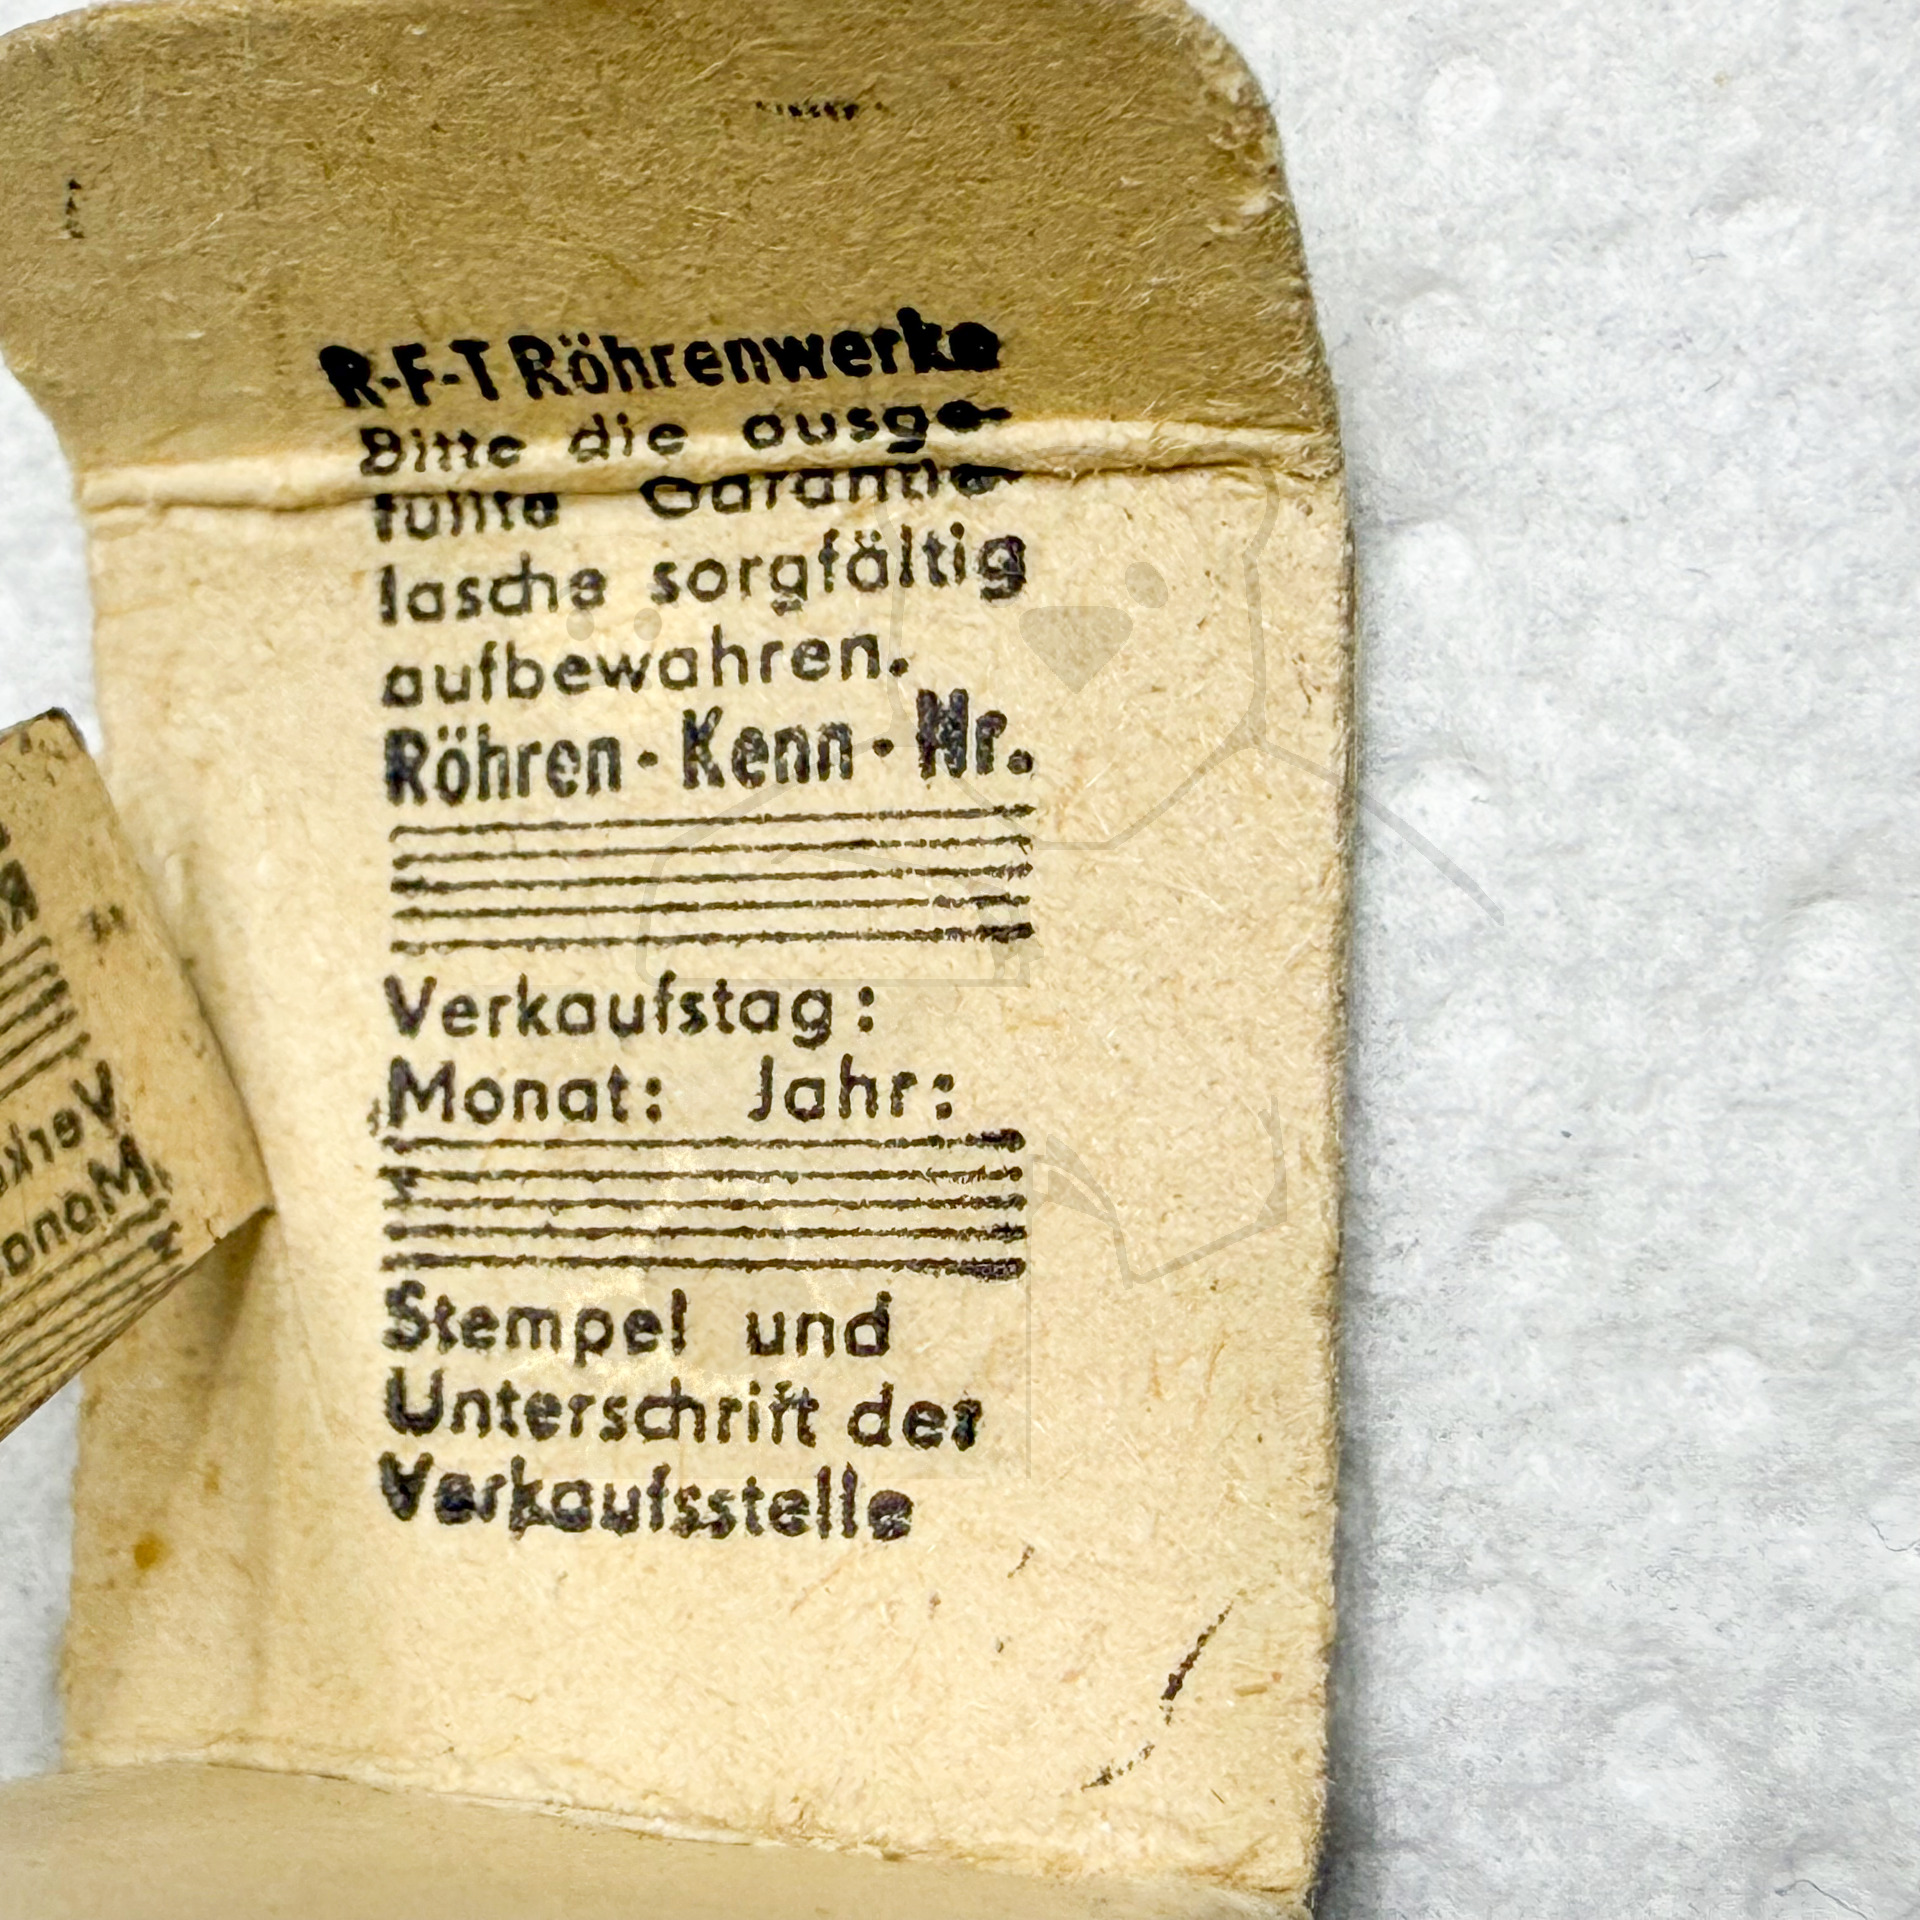 R-F-T Röhrenwerke
Bitte die ausge-
füllte Garantie-
lasche sorgfältig
aufbewahren.
Röhren-Kenn-Nr.
Verkaufstag:
Monat: Jahr:
Stempel und
Unterschrift der
Verkaufsstelle